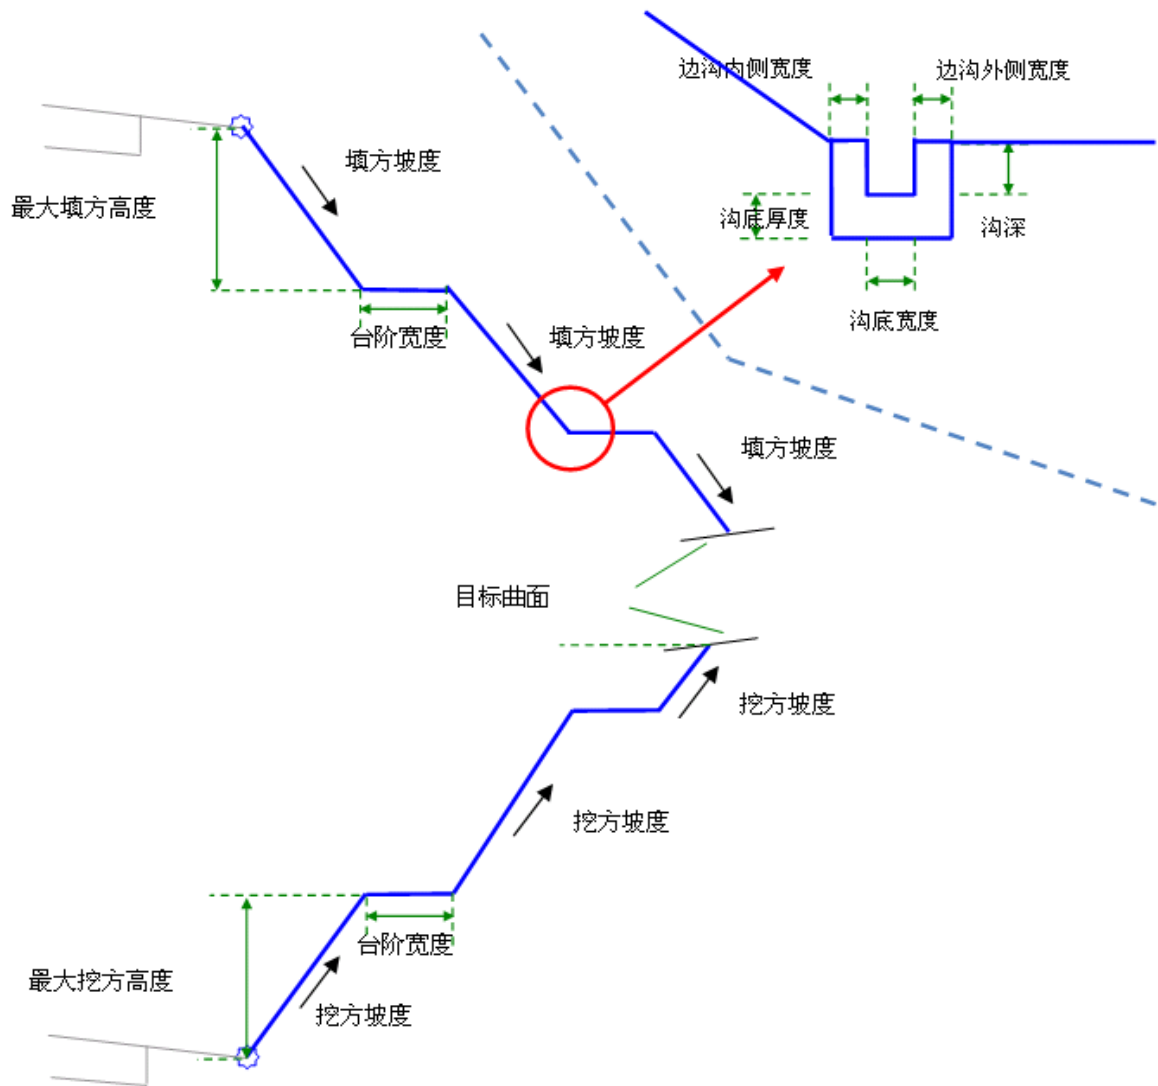 边沟内侧宽度
边沟外侧宽度
填方坡度
最大填方高度
沟底厚度
沟深
沟底宽度
台阶宽度
填方坡度
填方坡度
目标曲面
挖方坡度
挖方坡度
台阶宽度
最大挖方高度
挖方坡度